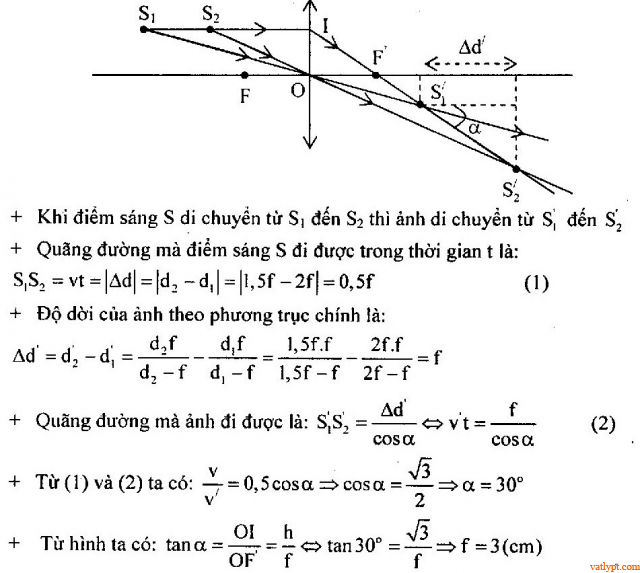 S₁ S₂ I F' Δd'
F O S₁' α
S₂'
+ Khi điểm sáng S di chuyển từ S₁ đến S₂ thì ảnh di chuyển từ S₁' đến S₂'
+ Quãng đường mà điểm sáng S đi được trong thời gian t là:
S₁S₂ = vt = |Δd| = |d₂ − d₁| = |1,5f − 2f| = 0,5f (1)
+ Độ dời của ảnh theo phương trục chính là:
Δd' = d₂' − d₁' = d₂f/(d₂ − f) − d₁f/(d₁ − f) = 1,5f.f/(1,5f − f) − 2f.f/(2f − f) = f
+ Quãng đường mà ảnh đi được là: S₁'S₂' = Δd'/cosα ⇔ v't = f/cosα (2)
+ Từ (1) và (2) ta có: v/v' = 0,5cosα ⇒ cosα = √3/2 ⇒ α = 30°
+ Từ hình ta có: tanα = OI/OF' = h/f ⇔ tan30° = √3/f ⇒ f = 3(cm)
vatlypt.com